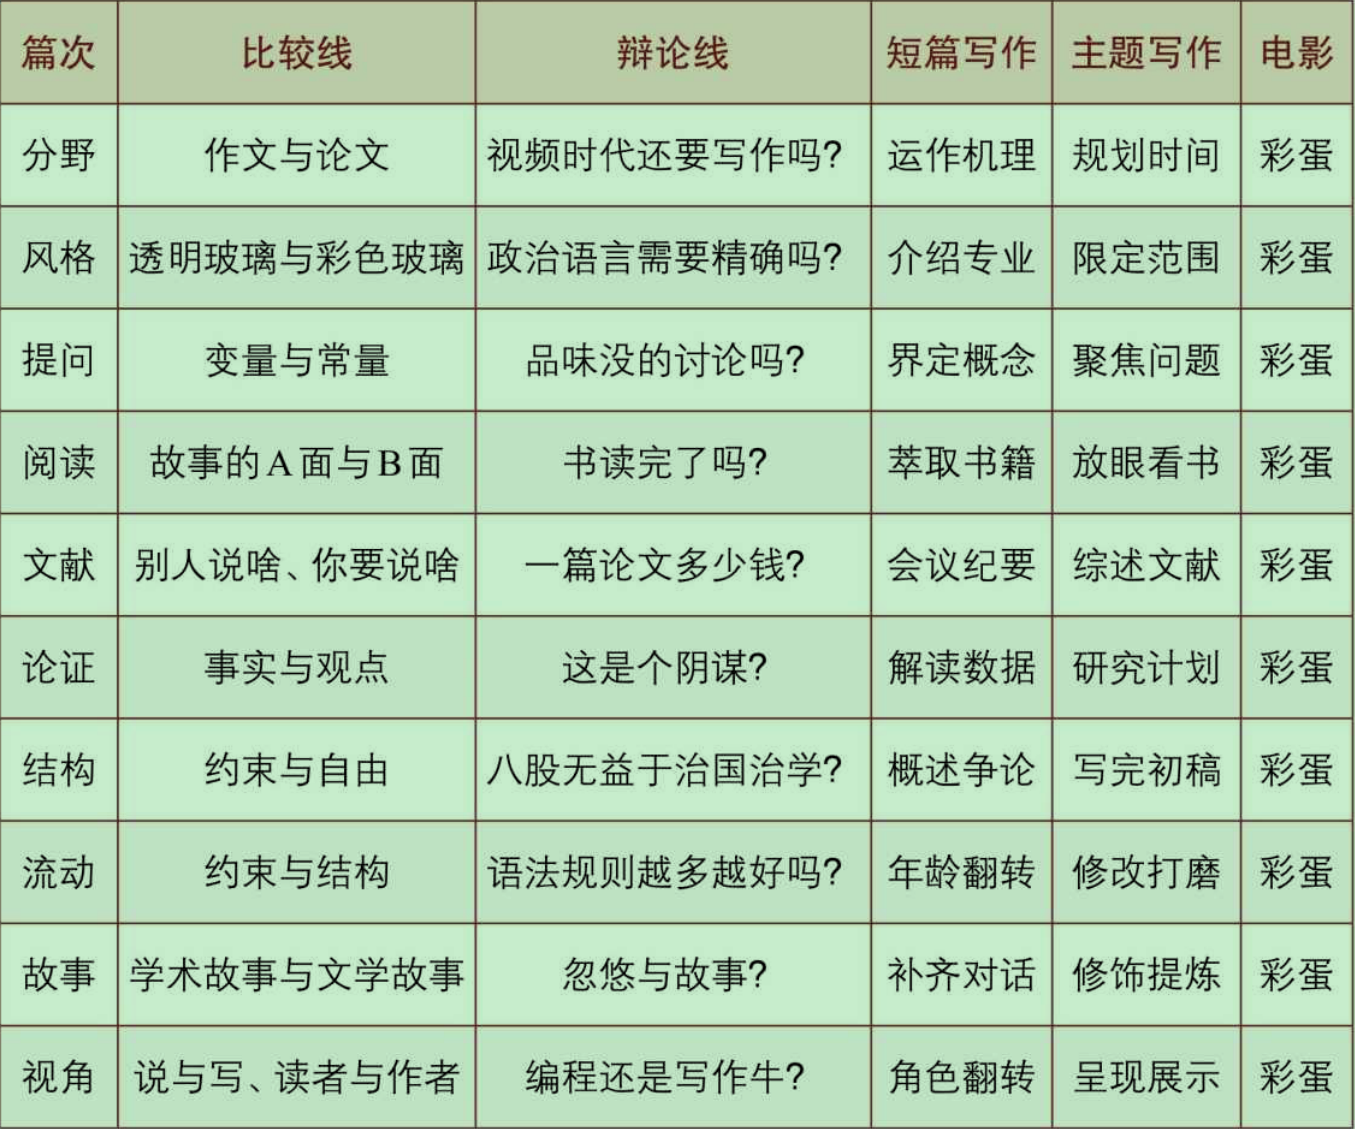 篇次 比较线 辩论线 短篇写作 主题写作 电影
分野 作文与论文 视频时代还要写作吗? 运作机理 规划时间 彩蛋
风格 透明玻璃与彩色玻璃 政治语言需要精确吗? 介绍专业 限定范围 彩蛋
提问 变量与常量 品味没的讨论吗? 界定概念 聚焦问题 彩蛋
阅读 故事的A面与B面 书读完了吗? 萃取书籍 放眼看书 彩蛋
文献 别人说啥、你要说啥 一篇论文多少钱? 会议纪要 综述文献 彩蛋
论证 事实与观点 这是个阴谋? 解读数据 研究计划 彩蛋
结构 约束与自由 八股无益于治国治学? 概述争论 写完初稿 彩蛋
流动 约束与结构 语法规则越多越好吗? 年龄翻转 修改打磨 彩蛋
故事 学术故事与文学故事 忽悠与故事? 补齐对话 修饰提炼 彩蛋
视角 说与写、读者与作者 编程还是写作牛? 角色翻转 呈现展示 彩蛋